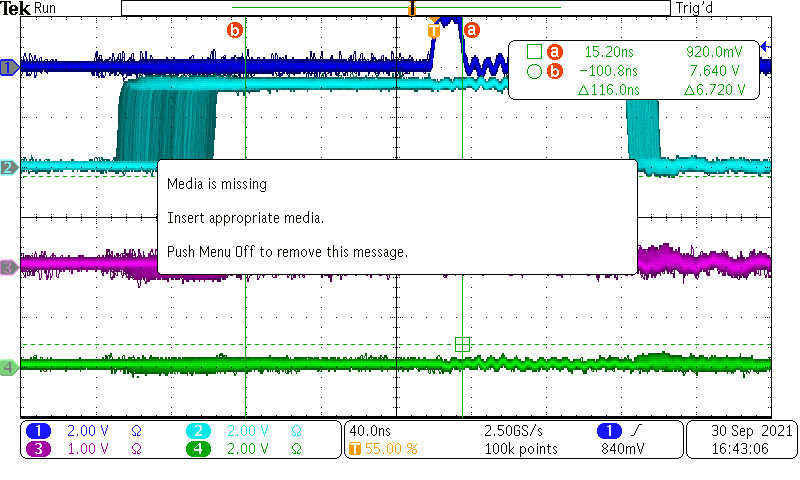 Tek Run Trig'd
b T a
a 15.20ns 920.0mV
b −100.8ns 7.640 V
Δ116.0ns Δ6.720 V
1
2
Media is missing
Insert appropriate media.
Push Menu Off to remove this message.
3
4
1 2.00 V Ω 2 2.00 V Ω
3 1.00 V Ω 4 2.00 V Ω
40.0ns 2.50GS/s 1
T 55.00 % 100k points 840mV
30 Sep 2021
16:43:06